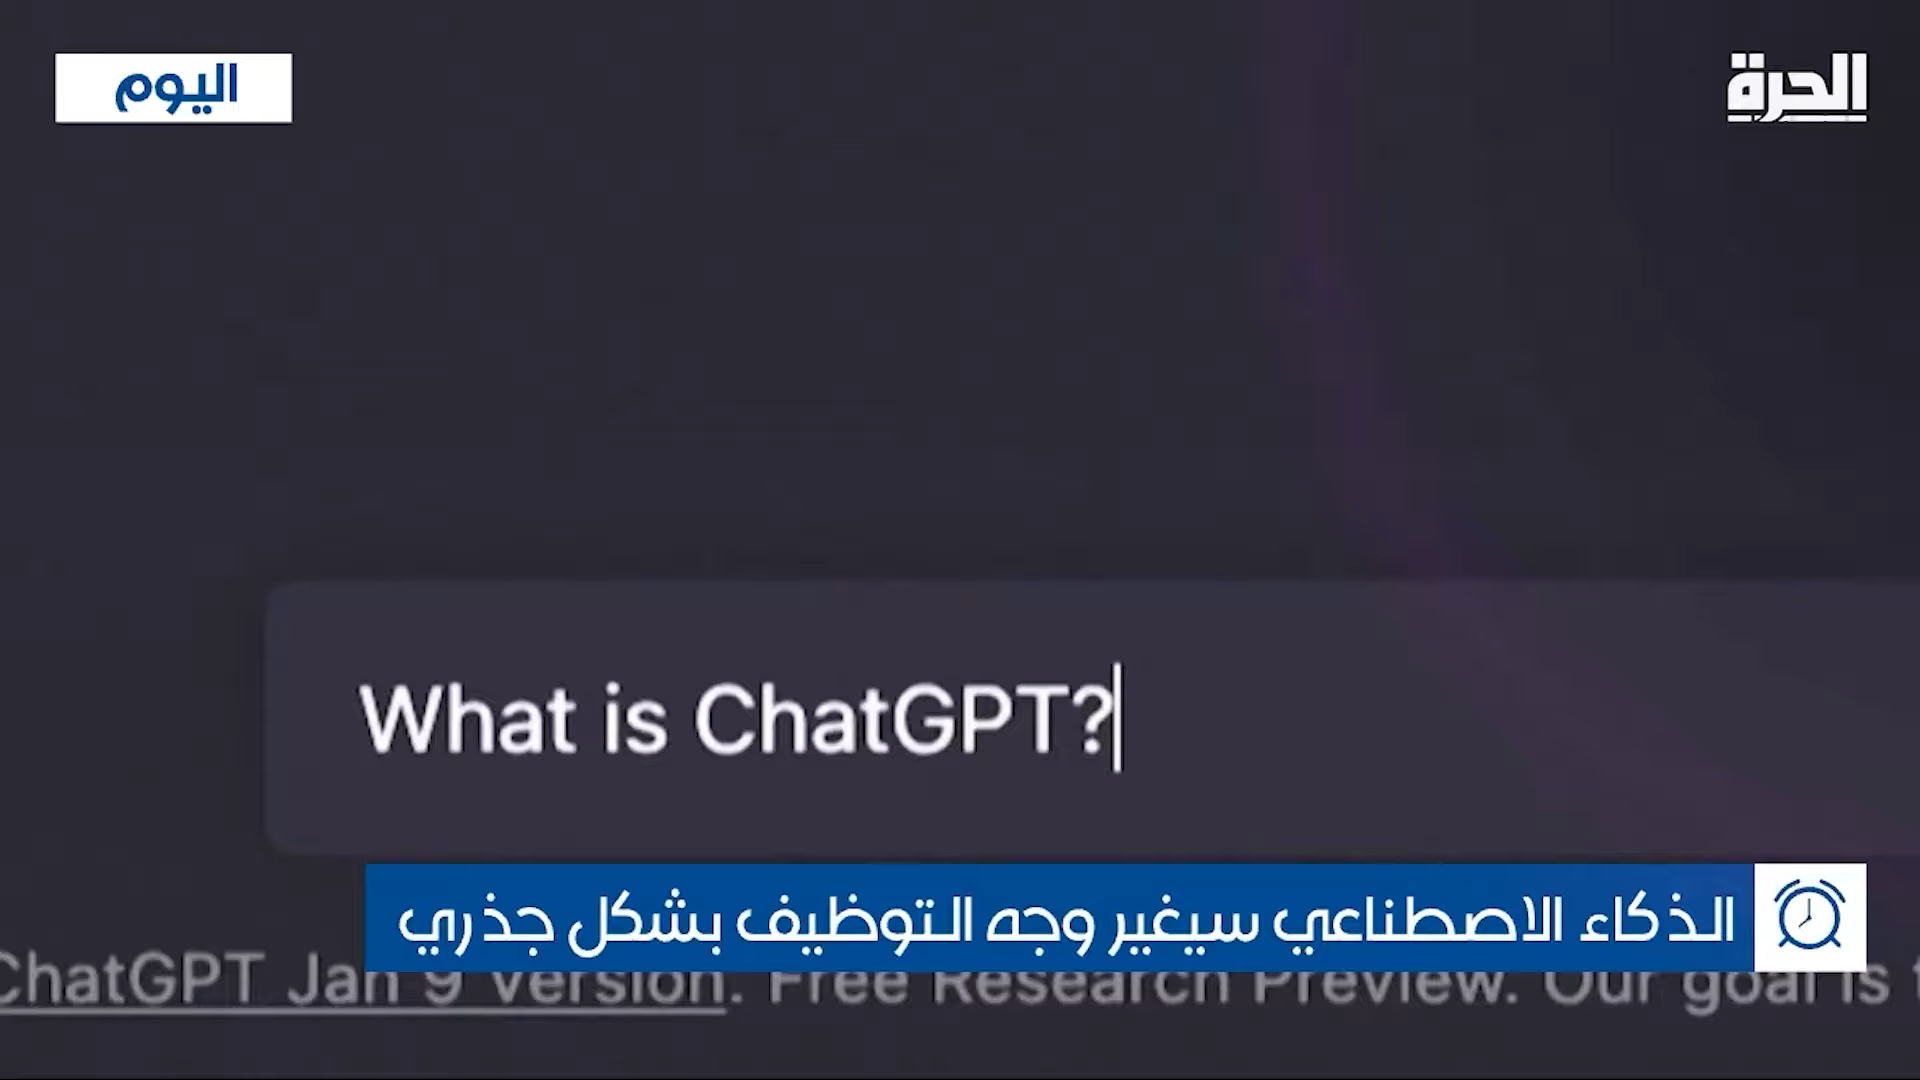 اليوم
الحرة
What is ChatGPT?
الذكاء الاصطناعي سيغير وجه التوظيف بشكل جذري
ChatGPT Jan 9 Version. Free Research Preview. Our goal is